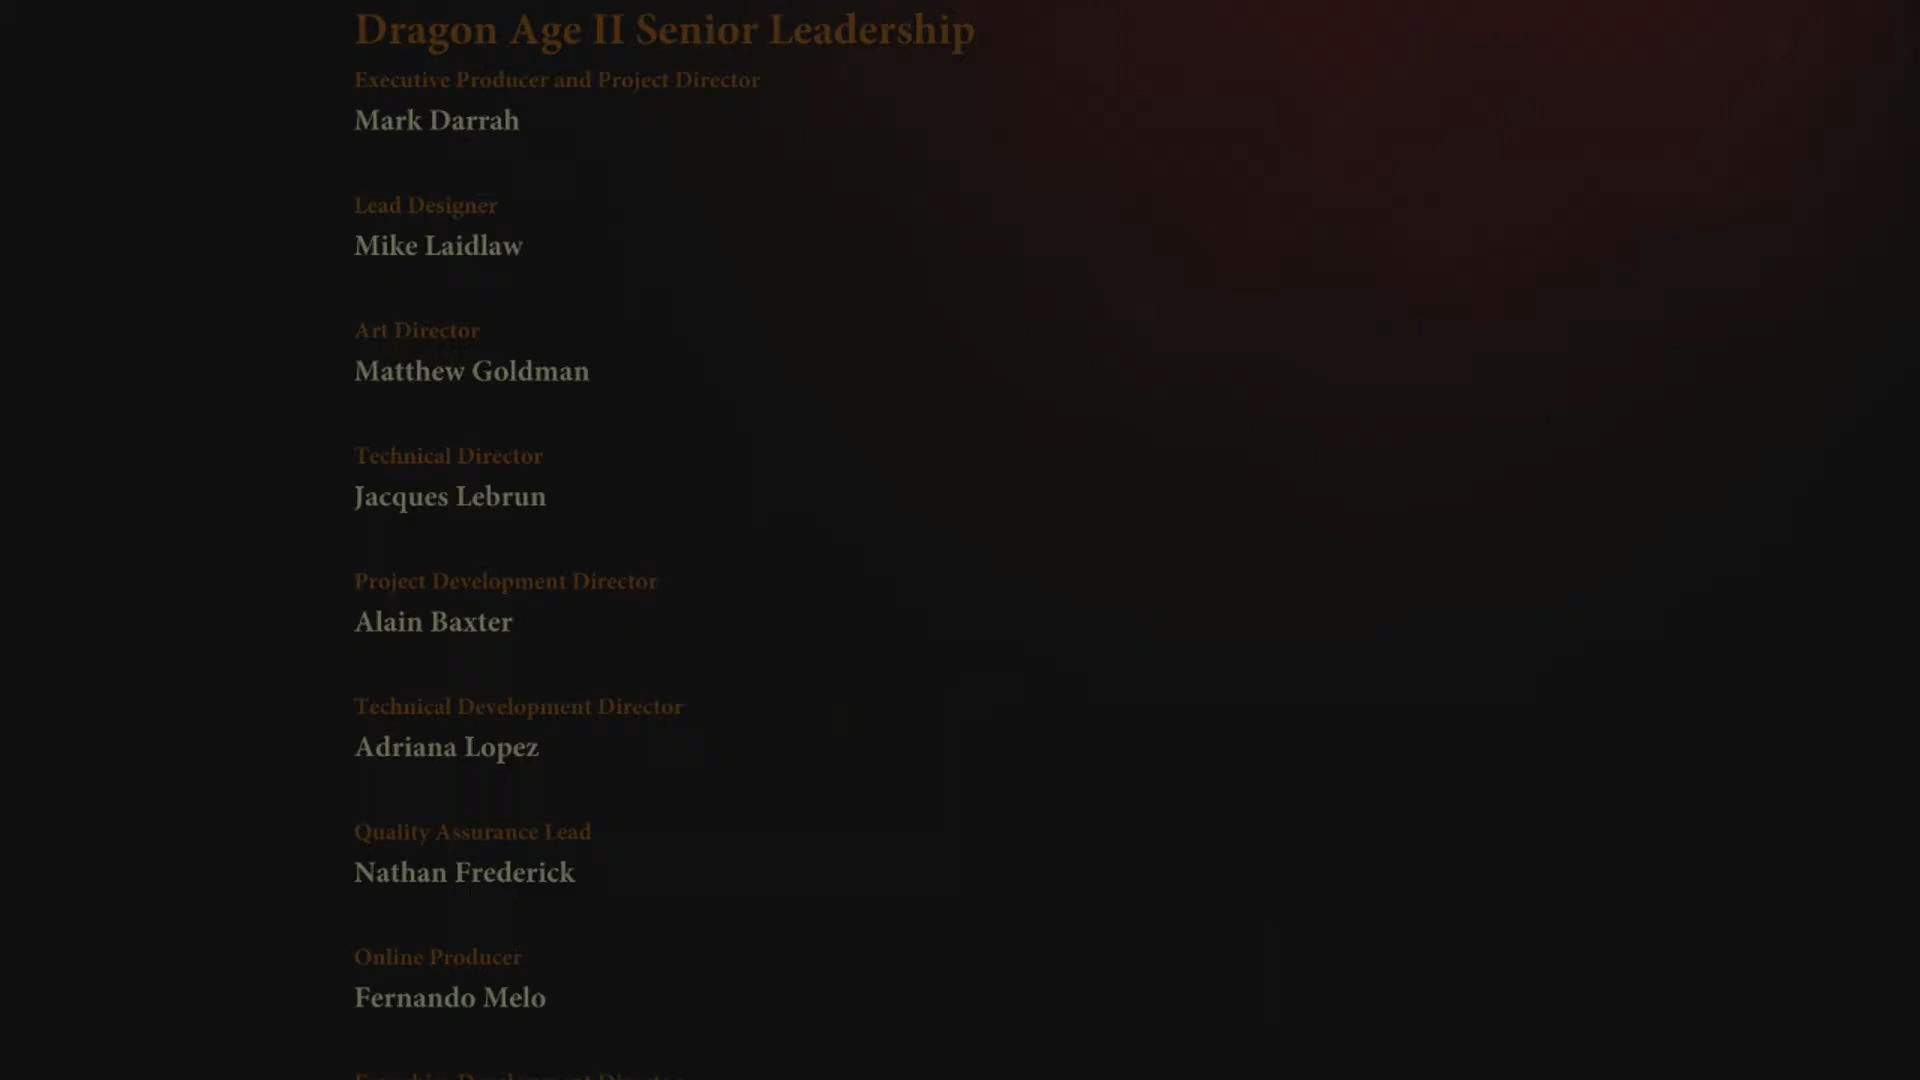 Dragon Age II Senior Leadership
Executive Producer and Project Director
Mark Darrah
Lead Designer
Mike Laidlaw
Art Director
Matthew Goldman
Technical Director
Jacques Lebrun
Project Development Director
Alain Baxter
Technical Development Director
Adriana Lopez
Quality Assurance Lead
Nathan Frederick
Online Producer
Fernando Melo
Development Director